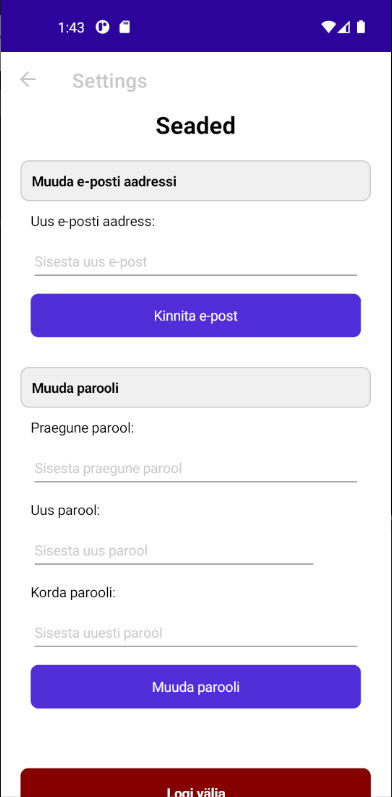 1:43
Settings
Seaded
Muuda e-posti aadressi
Uus e-posti aadress:
Sisesta uus e-post
Kinnita e-post
Muuda parooli
Praegune parool:
Sisesta praegune parool
Uus parool:
Sisesta uus parool
Korda parooli:
Sisesta uuesti parool
Muuda parooli
Logi välja